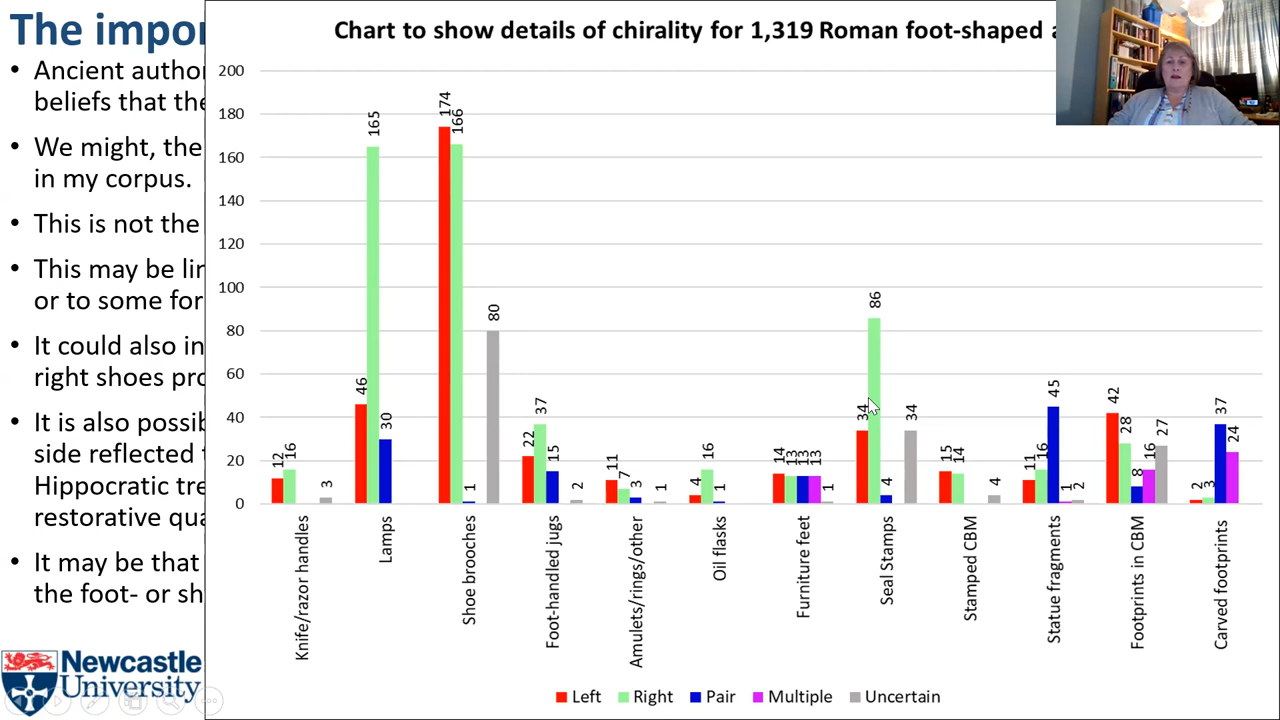 The impor
Ancient author
beliefs that the
We might, the
in my corpus.
This is not the
This may be lin
or to some for
It could also in
right shoes pro
It is also possib
side reflected t
Hippocratic tre
restorative qua
It may be that
the foot- or sh
Newcastle
University
Chart to show details of chirality for 1,319 Roman foot-shaped a
200
180
160
140
120
100
80
60
40
20
0
12 16 3
46 165 30
174 166 1 80
22 37 15 2
11 7 3 1
4 16 1
14 13 13 13 1
34 86 4 34
15 14 4
11 16 45 1 2
42 28 8 16 27
2 3 37 24
Knife/razor handles
Lamps
Shoe brooches
Foot-handled jugs
Amulets/rings/other
Oil flasks
Furniture feet
Seal Stamps
Stamped CBM
Statue fragments
Footprints in CBM
Carved footprints
Left Right Pair Multiple Uncertain